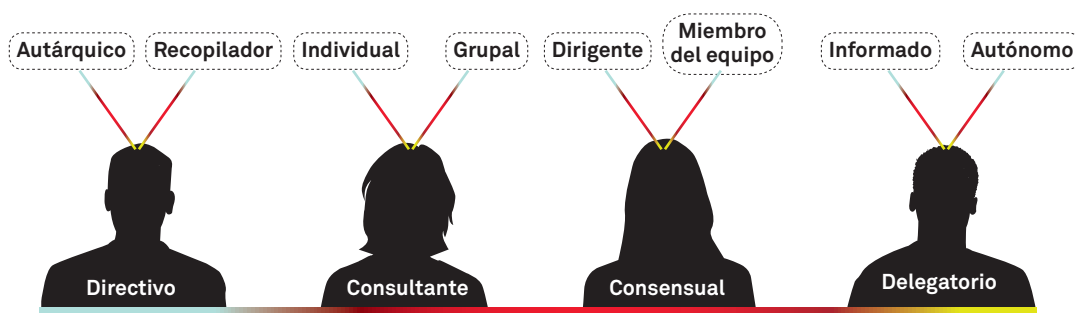 Autárquico
Recopilador
Individual
Grupal
Dirigente
Miembro
del equipo
Informado
Autónomo
Directivo
Consultante
Consensual
Delegatorio